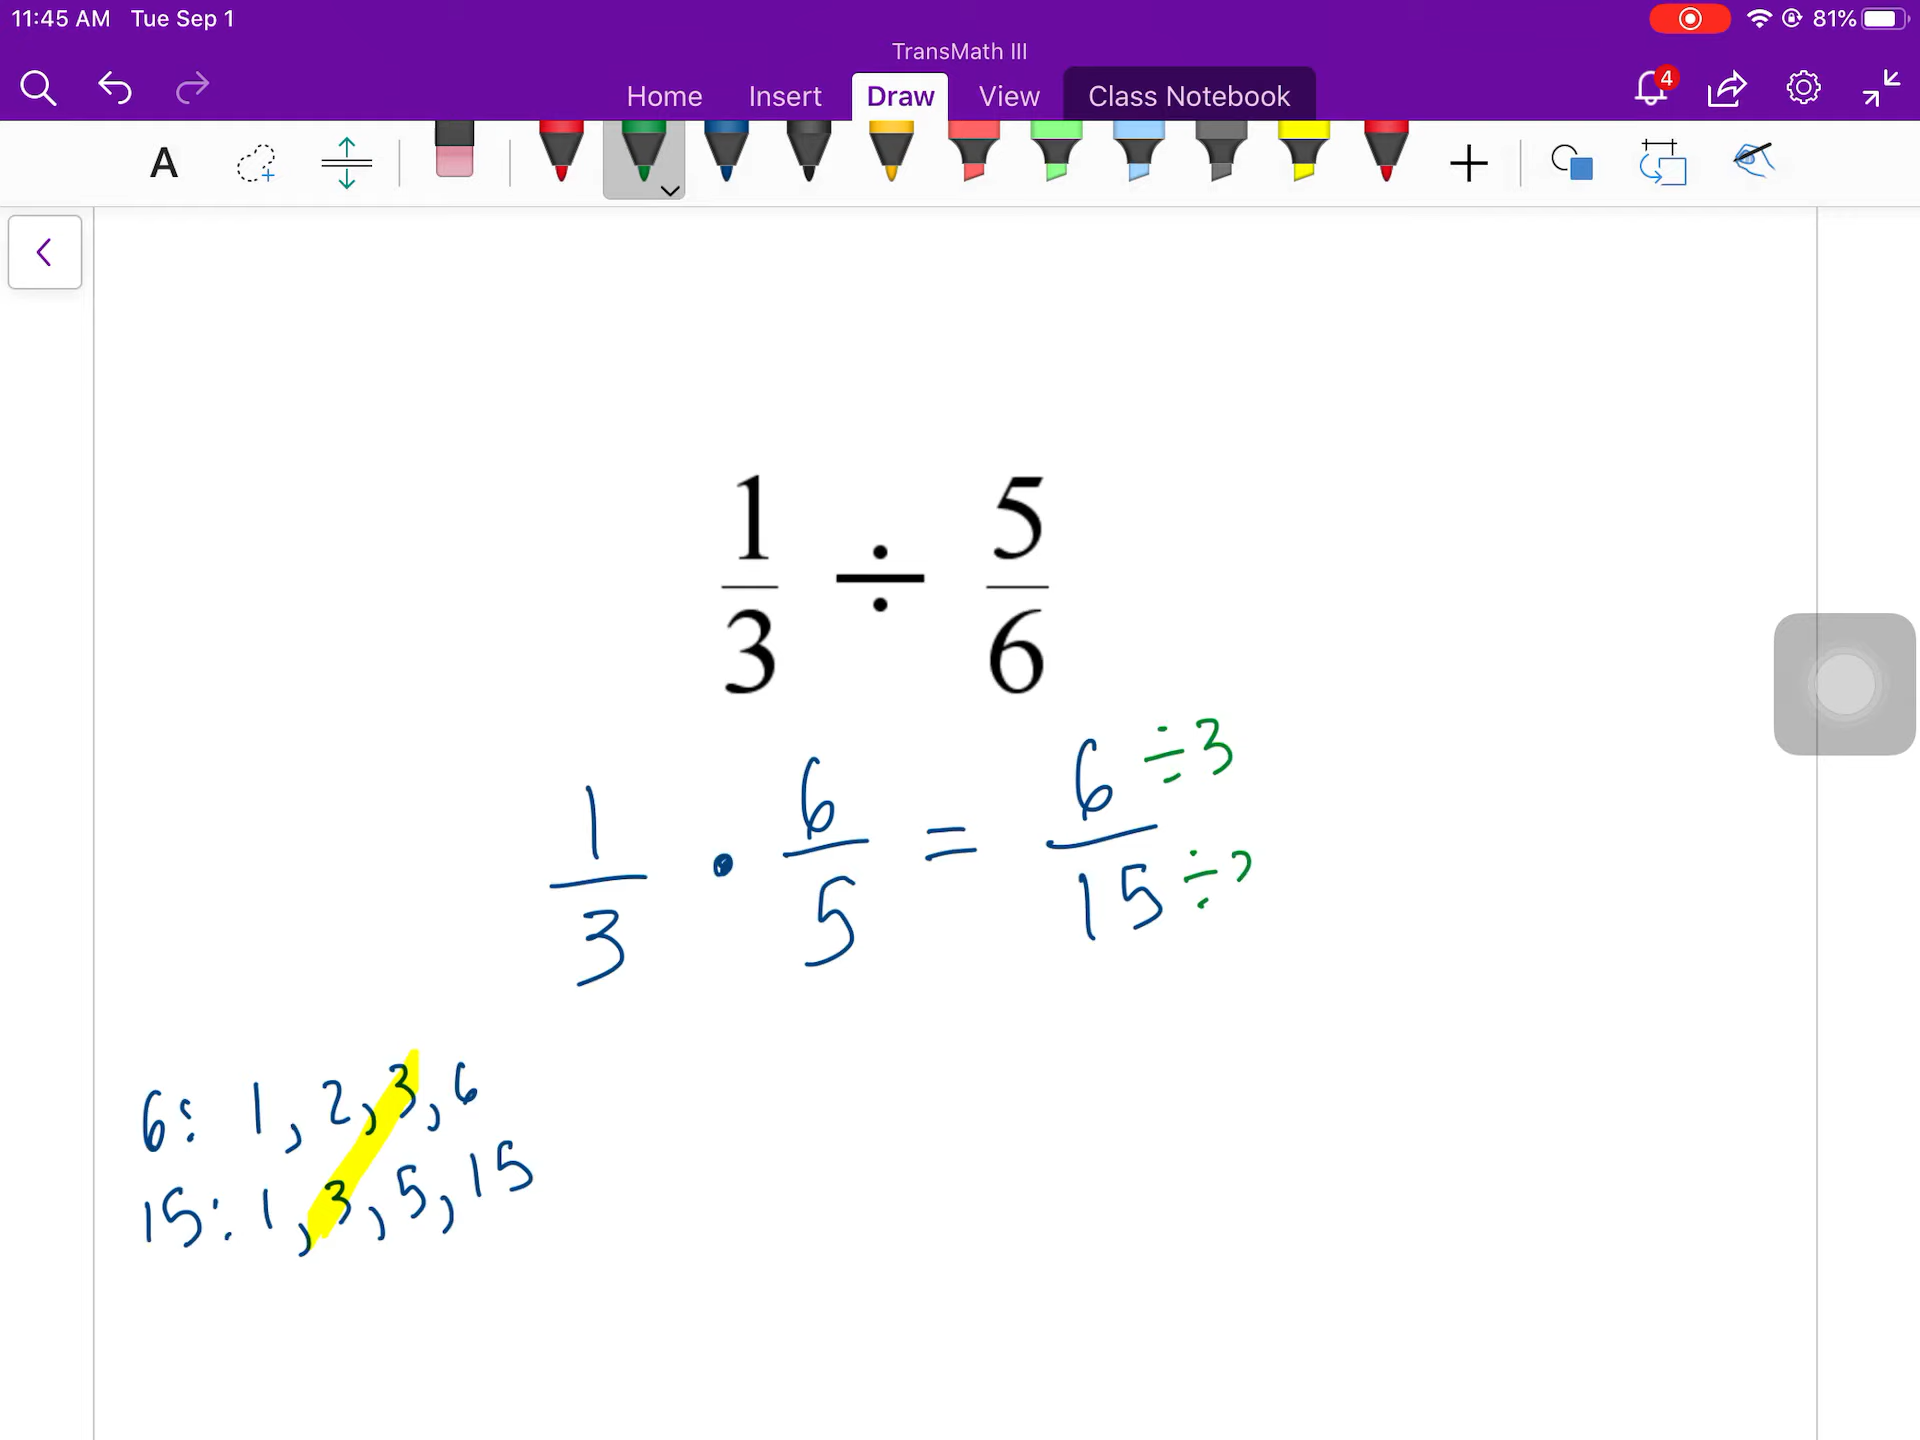 11:45 AM Tue Sep 1 81%
TransMath III
Home Insert Draw View Class Notebook 4
A
1/3 ÷ 5/6
1/3 · 6/5 = 6/15 ÷3 ÷
6: 1, 2, 3, 6
15: 1, 3, 5, 15